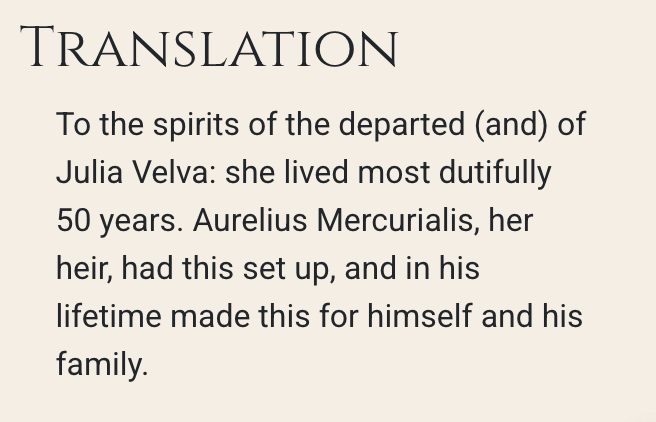 Translation
To the spirits of the departed (and) of
Julia Velva: she lived most dutifully
50 years. Aurelius Mercurialis, her
heir, had this set up, and in his
lifetime made this for himself and his
family.